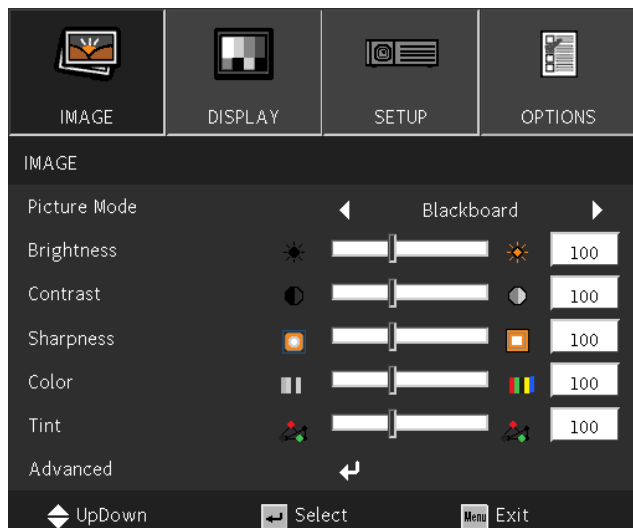 IMAGE DISPLAY SETUP OPTIONS
IMAGE
Picture Mode Blackboard
Brightness 100
Contrast 100
Sharpness 100
Color 100
Tint 100
Advanced
UpDown Select Menu Exit